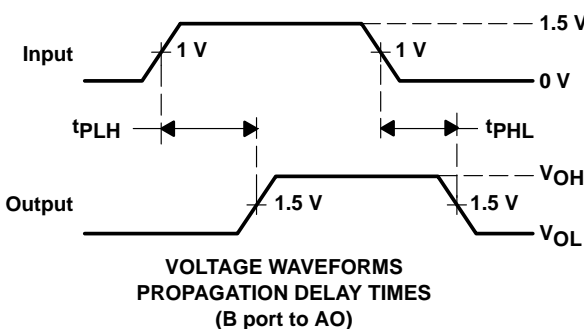 1.5 V
Input
1 V
1 V
0 V
tPLH
tPHL
VOH
Output
1.5 V
1.5 V
VOL
VOLTAGE WAVEFORMS
PROPAGATION DELAY TIMES
(B port to AO)